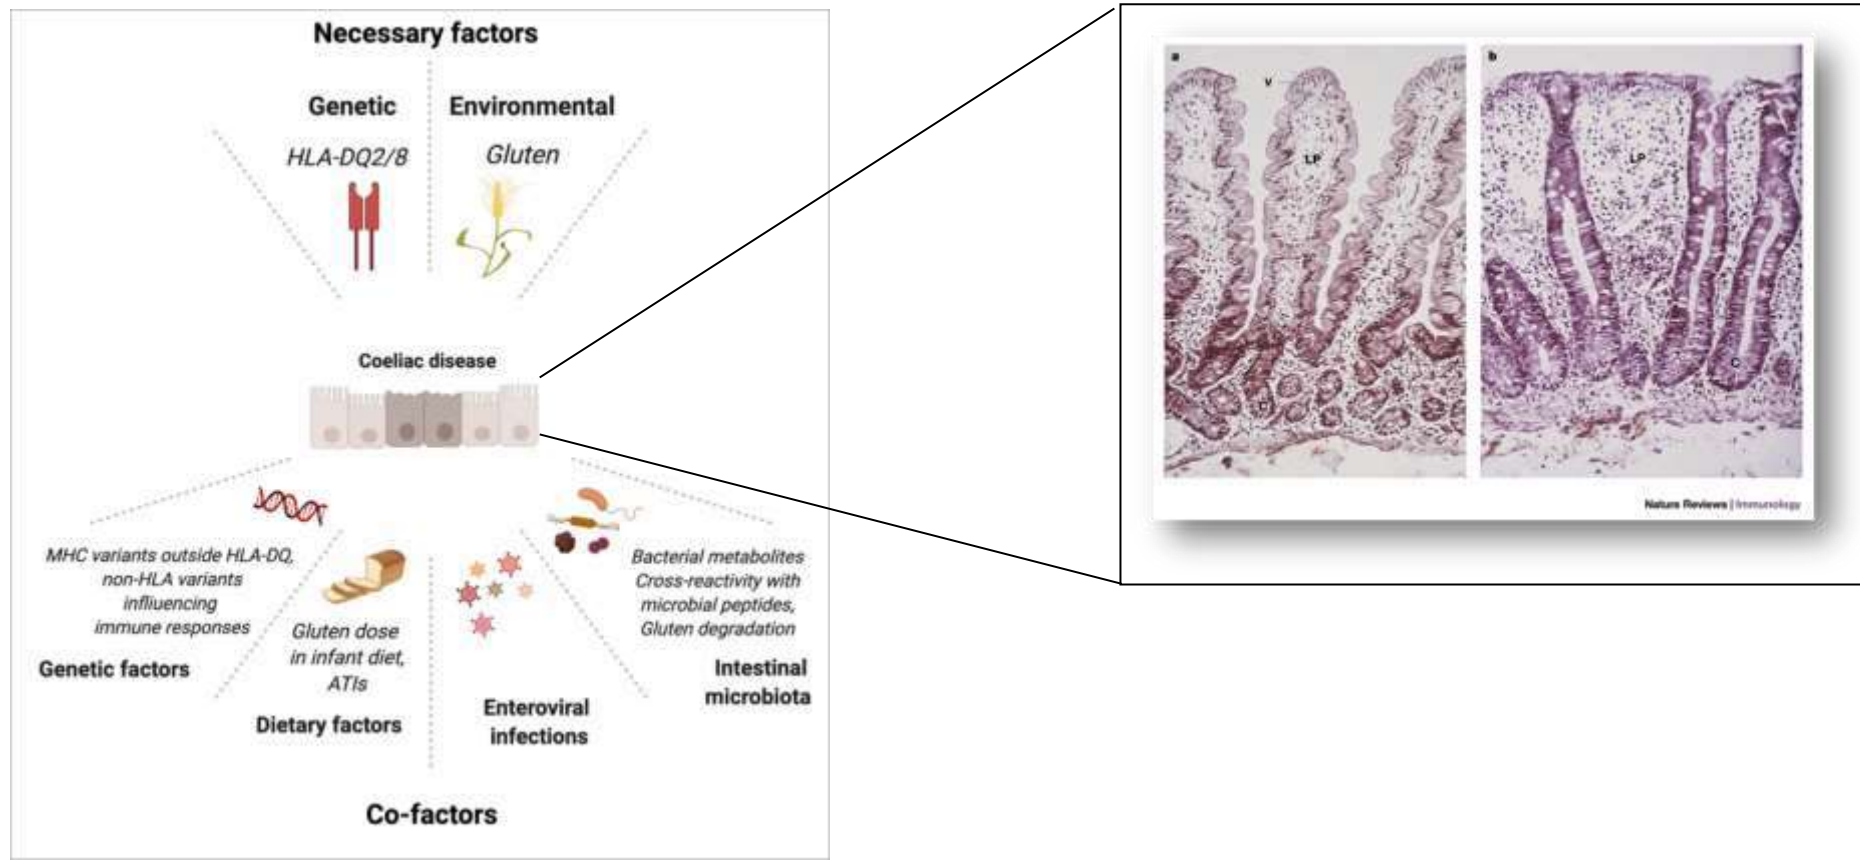 Necessary factors
Genetic
Environmental
HLA-DQ2/8
Gluten
Coeliac disease
MHC variants outside HLA-DQ,
non-HLA variants
infliuencing
immune responses
Genetic factors
Gluten dose
in infant diet,
ATIs
Dietary factors
Enteroviral
infections
Bacterial metabolites
Cross-reactivity with
microbial peptides,
Gluten degradation
Intestinal
microbiota
Co-factors
a
V
LP
C
b
LP
C
Nature Reviews | Immunology